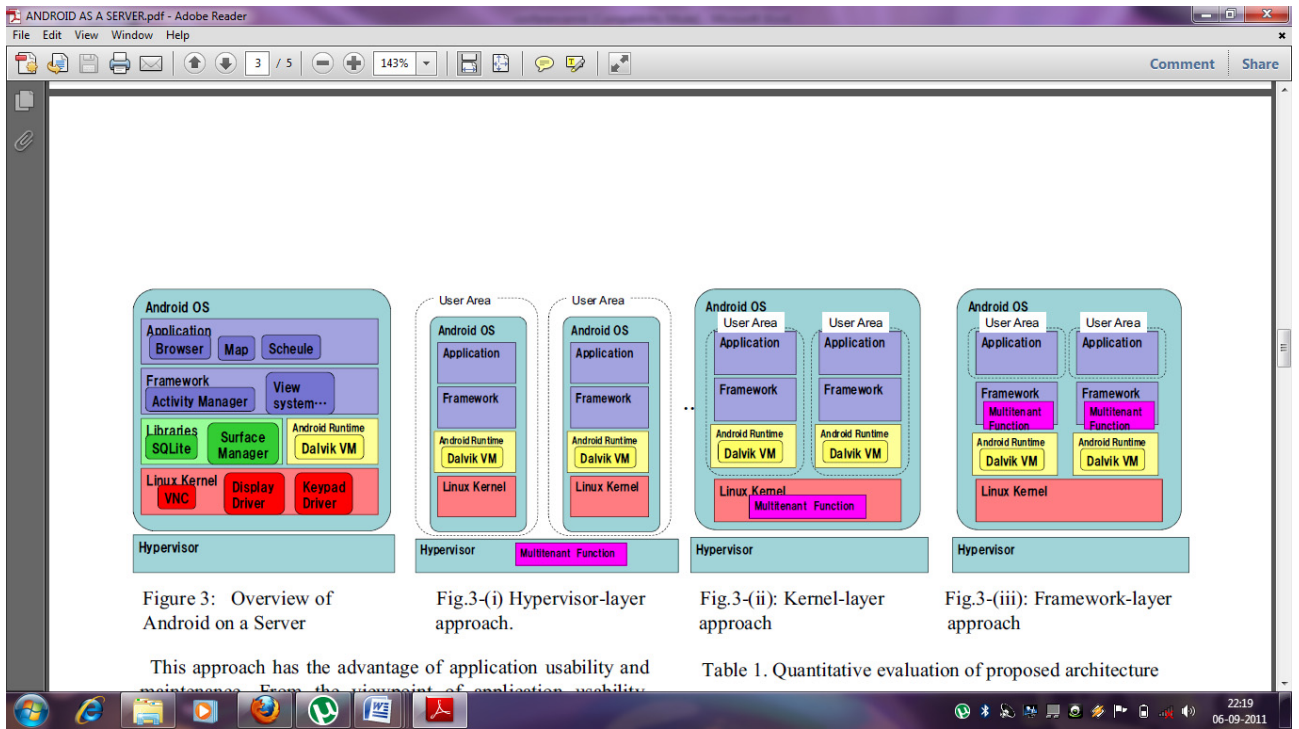 ANDROID AS A SERVER.pdf - Adobe Reader
File Edit View Window Help
3 / 5 143% Comment Share
Android OS
Application
Browser Map Scheule
Framework
Activity Manager
View system···
Libraries
SQLite
Surface Manager
Android Runtime
Dalvik VM
Linux Kernel
VNC
Display Driver
Keypad Driver
Hypervisor
Figure 3: Overview of
Android on a Server
User Area
Android OS
Application
Framework
Android Runtime
Dalvik VM
Linux Kernel
User Area
Android OS
Application
Framework
Android Runtime
Dalvik VM
Linux Kernel
Hypervisor
Multitenant Function
Fig.3-(i) Hypervisor-layer
approach.
Android OS
User Area
Application
Framework
Android Runtime
Dalvik VM
User Area
Application
Framework
Android Runtime
Dalvik VM
Linux Kernel
Multitenant Function
Hypervisor
Fig.3-(ii): Kernel-layer
approach
Android OS
User Area
Application
Framework
Multitenant
Function
Android Runtime
Dalvik VM
User Area
Application
Framework
Multitenant
Function
Android Runtime
Dalvik VM
Linux Kernel
Hypervisor
Fig.3-(iii): Framework-layer
approach
This approach has the advantage of application usability and
maintenance. From the viewpoint of application usability,
Table 1. Quantitative evaluation of proposed architecture
22:19
06-09-2011